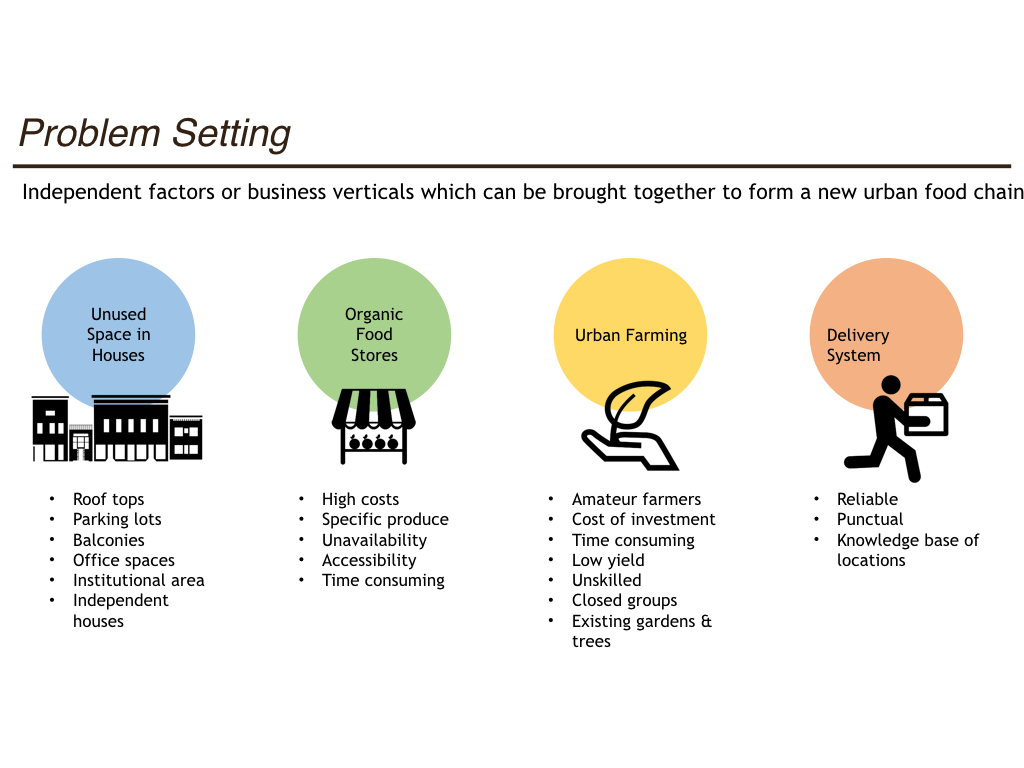 Problem Setting
Independent factors or business verticals which can be brought together to form a new urban food chain
Unused
Space in
Houses
• Roof tops
• Parking lots
• Balconies
• Office spaces
• Institutional area
• Independent
houses
Organic
Food
Stores
• High costs
• Specific produce
• Unavailability
• Accessibility
• Time consuming
Urban Farming
• Amateur farmers
• Cost of investment
• Time consuming
• Low yield
• Unskilled
• Closed groups
• Existing gardens &
trees
Delivery
System
• Reliable
• Punctual
• Knowledge base of
locations